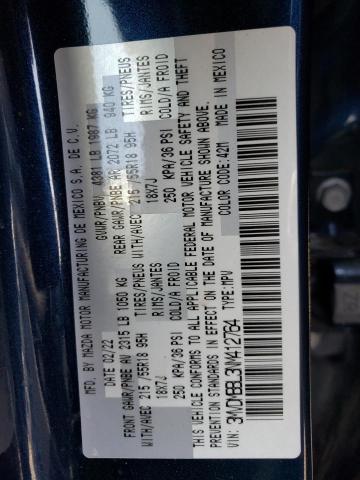 MFD. BY MAZDA MOTOR MANUFACTURING DE MEXICO S.A. DE C.V.
DATE 02/22 GVWR/PNBV 4381 LB 1987 KG
FRONT GAWR/PNBE AV 2315 LB 1050 KG REAR GAWR/PNBE AR 2072 LB 940 KG
WITH/AVEC 215/55R18 95H TIRES/PNEUS WITH/AVEC 215/55R18 95H TIRES/PNEUS
18X7J RIMS/JANTES 18X7J RIMS/JANTES
250 KPA/36 PSI COLD/A FROID 250 KPA/36 PSI COLD/A FROID
THIS VEHICLE CONFORMS TO ALL APPLICABLE FEDERAL MOTOR VEHICLE SAFETY AND THEFT
PREVENTION STANDARDS IN EFFECT ON THE DATE OF MANUFACTURE SHOWN ABOVE.
VIN: 3MVDMBBL3NM412764 COLOR CODE: 42M MADE IN MEXICO
TYPE: MPV